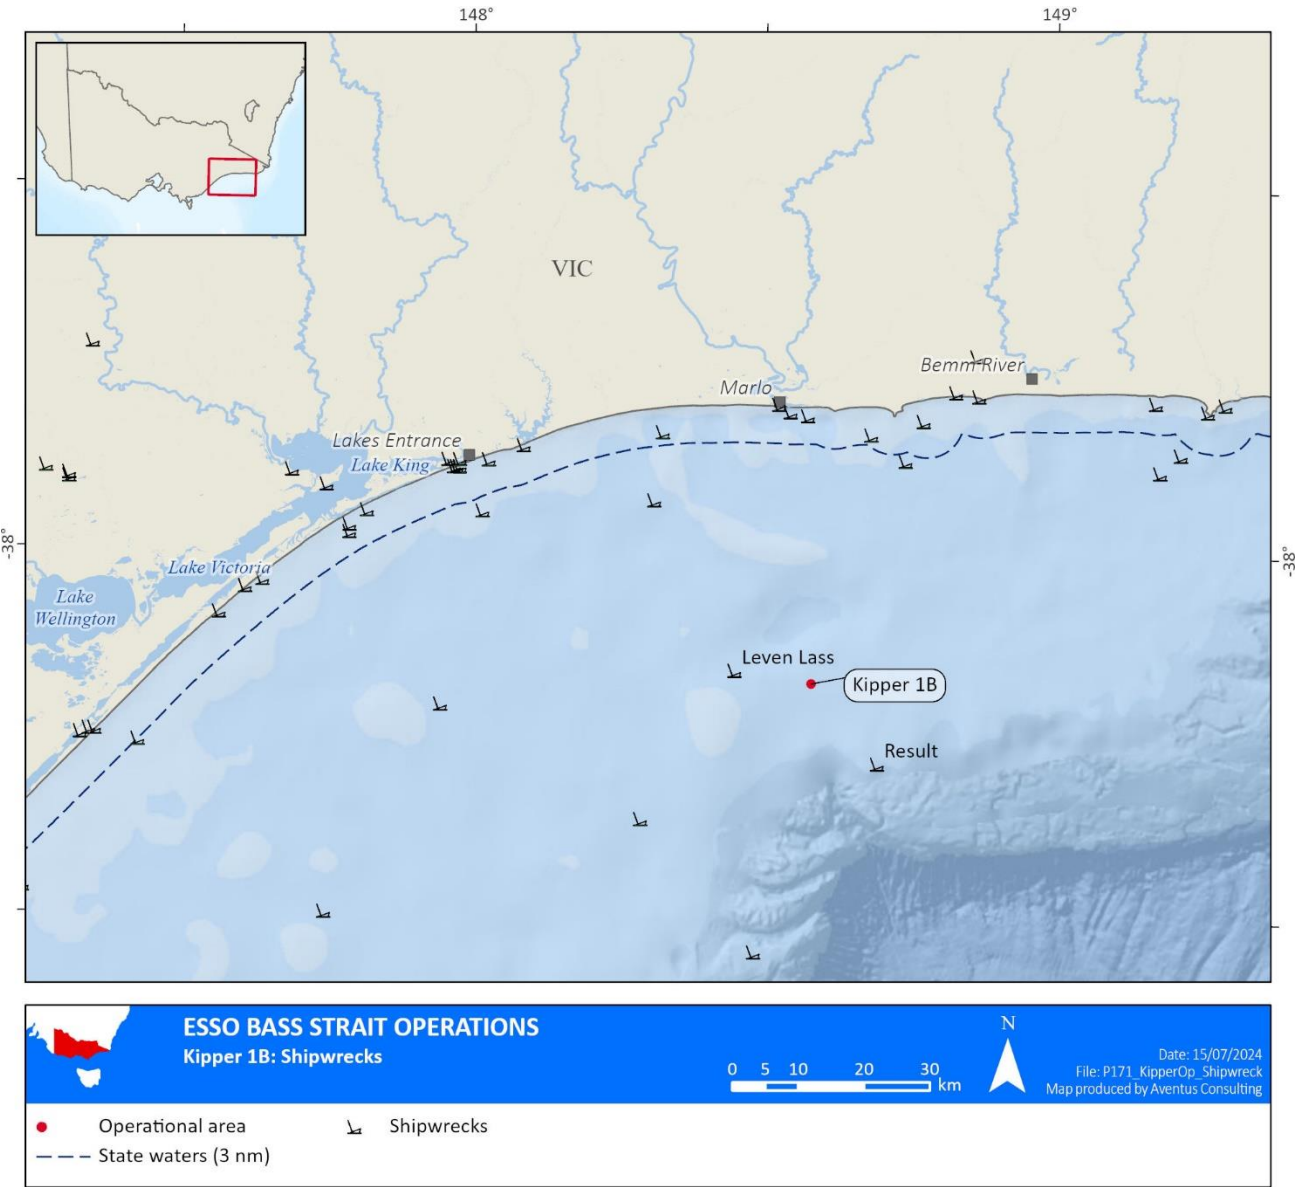 148°
149°
VIC
Bemm River
Marlo
Lakes Entrance
Lake King
-38°
-38°
Lake Victoria
Lake
Wellington
Leven Lass
Kipper 1B
Result
ESSO BASS STRAIT OPERATIONS
Kipper 1B: Shipwrecks
0 5 10 20 30
km
N
Date: 15/07/2024
File: P171_KipperOp_Shipwreck
Map produced by Aventus Consulting
Operational area
Shipwrecks
State waters (3 nm)